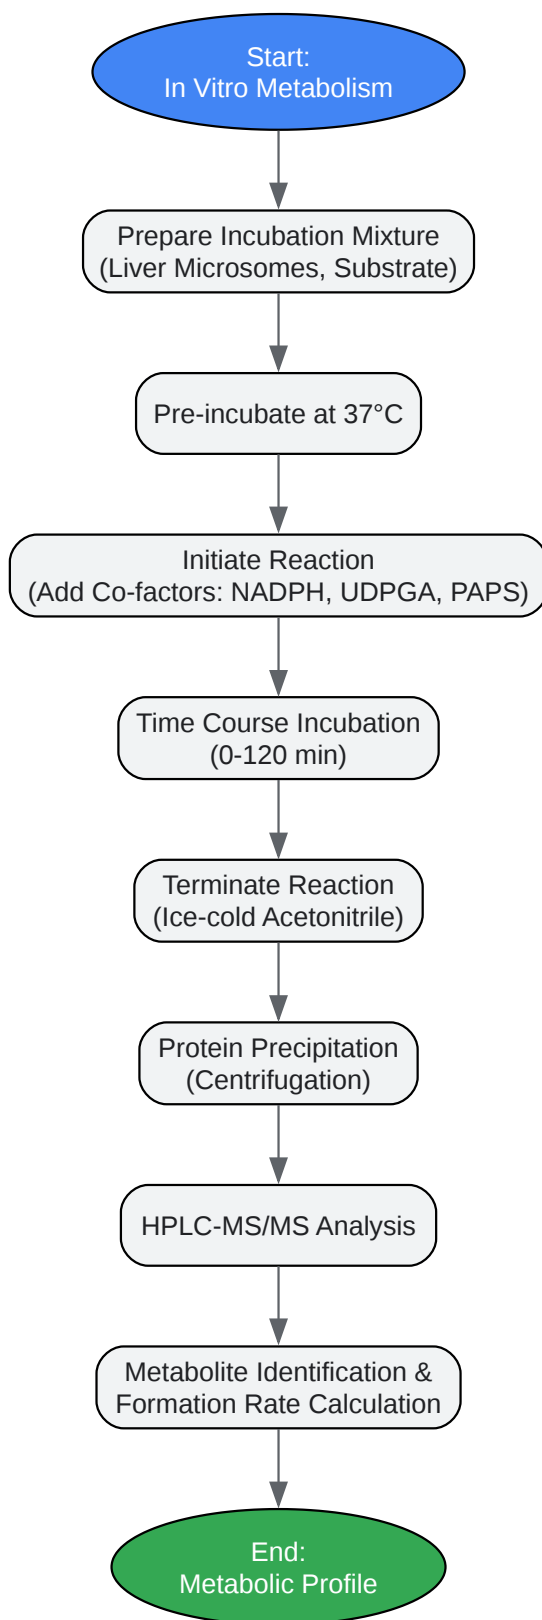 Start:
In Vitro Metabolism
Prepare Incubation Mixture
(Liver Microsomes, Substrate)
Pre-incubate at 37°C
Initiate Reaction
(Add Co-factors: NADPH, UDPGA, PAPS)
Time Course Incubation
(0-120 min)
Terminate Reaction
(Ice-cold Acetonitrile)
Protein Precipitation
(Centrifugation)
HPLC-MS/MS Analysis
Metabolite Identification &
Formation Rate Calculation
End:
Metabolic Profile